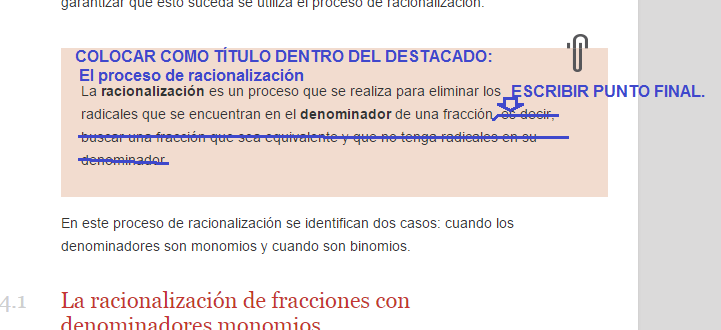 garantizar que esto suceda se utiliza el proceso de racionalización.
COLOCAR COMO TÍTULO DENTRO DEL DESTACADO:
El proceso de racionalización
La racionalización es un proceso que se realiza para eliminar los
ESCRIBIR PUNTO FINAL.
radicales que se encuentran en el denominador de una fracción, es decir,
buscar una fracción que sea equivalente y que no tenga radicales en su
denominador.
En este proceso de racionalización se identifican dos casos: cuando los
denominadores son monomios y cuando son binomios.
4.1 La racionalización de fracciones con
denominadores monomios